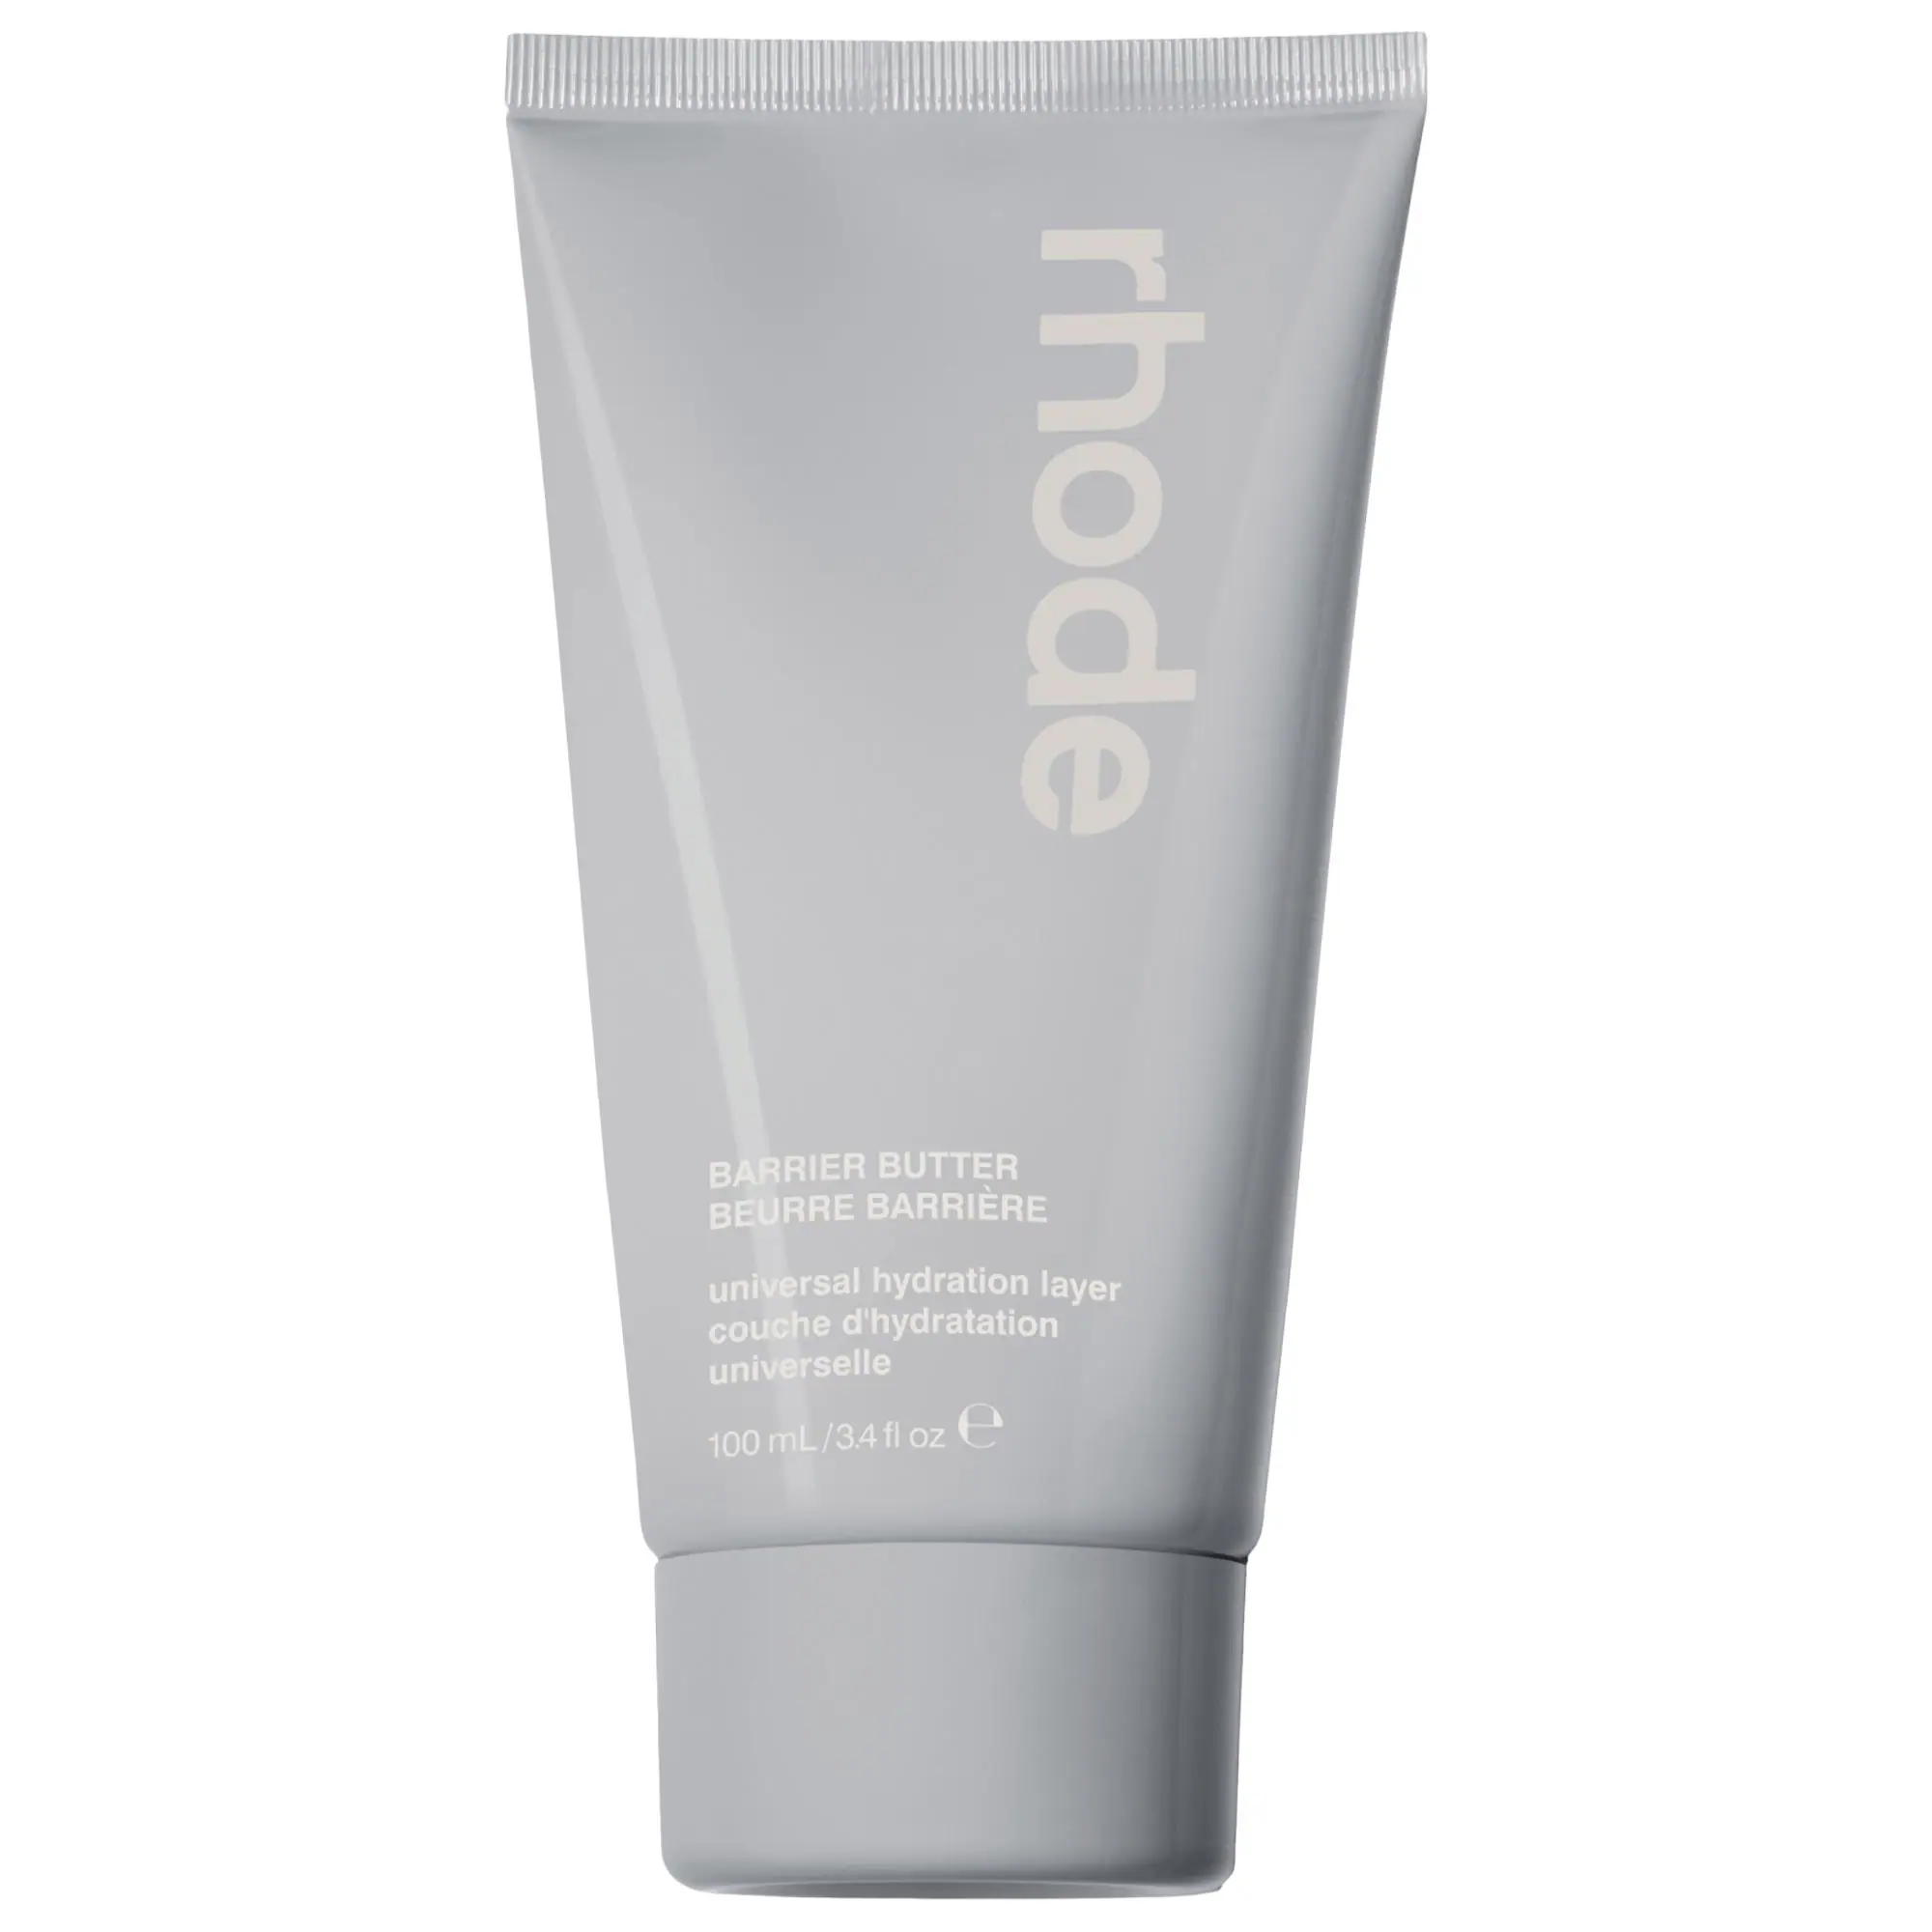 rhode
BARRIER BUTTER
BEURRE BARRIÈRE
universal hydration layer
couche d'hydratation
universelle
100 mL/3.4 fl oz ℮